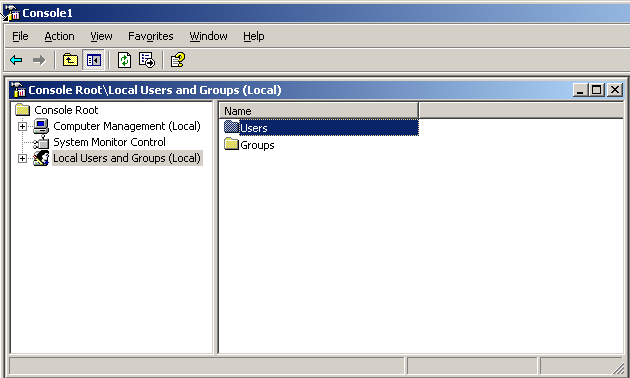 Console1
File Action View Favorites Window Help
Console Root\Local Users and Groups (Local)
Console Root
Computer Management (Local)
System Monitor Control
Local Users and Groups (Local)
Name
Users
Groups